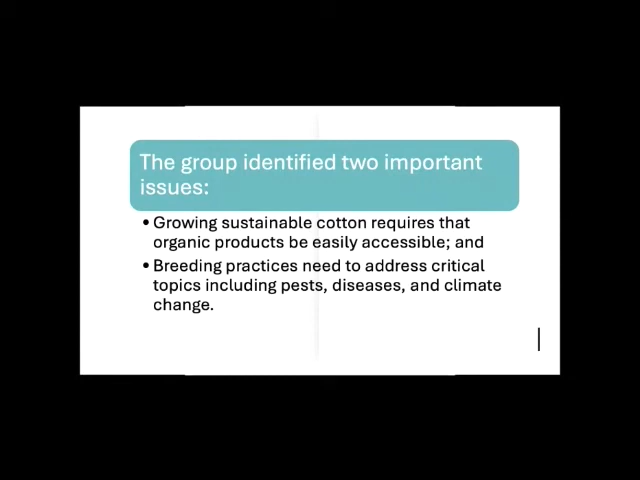 The group identified two important
issues:
• Growing sustainable cotton requires that
organic products be easily accessible; and
• Breeding practices need to address critical
topics including pests, diseases, and climate
change.